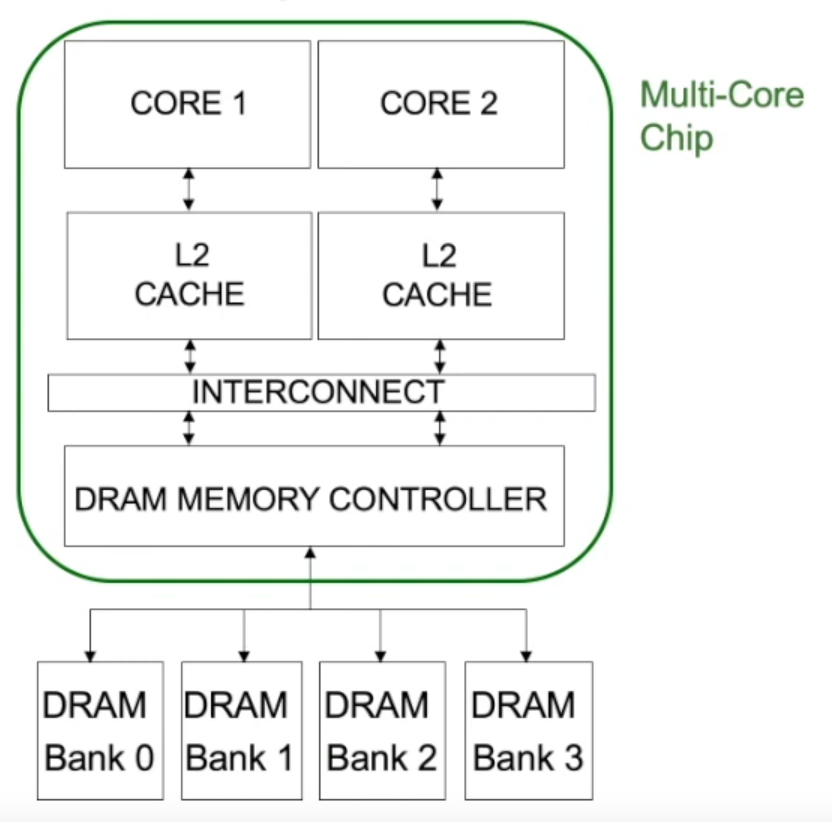 CORE 1
CORE 2
Multi-Core
Chip
L2
CACHE
L2
CACHE
INTERCONNECT
DRAM MEMORY CONTROLLER
DRAM
Bank 0
DRAM
Bank 1
DRAM
Bank 2
DRAM
Bank 3